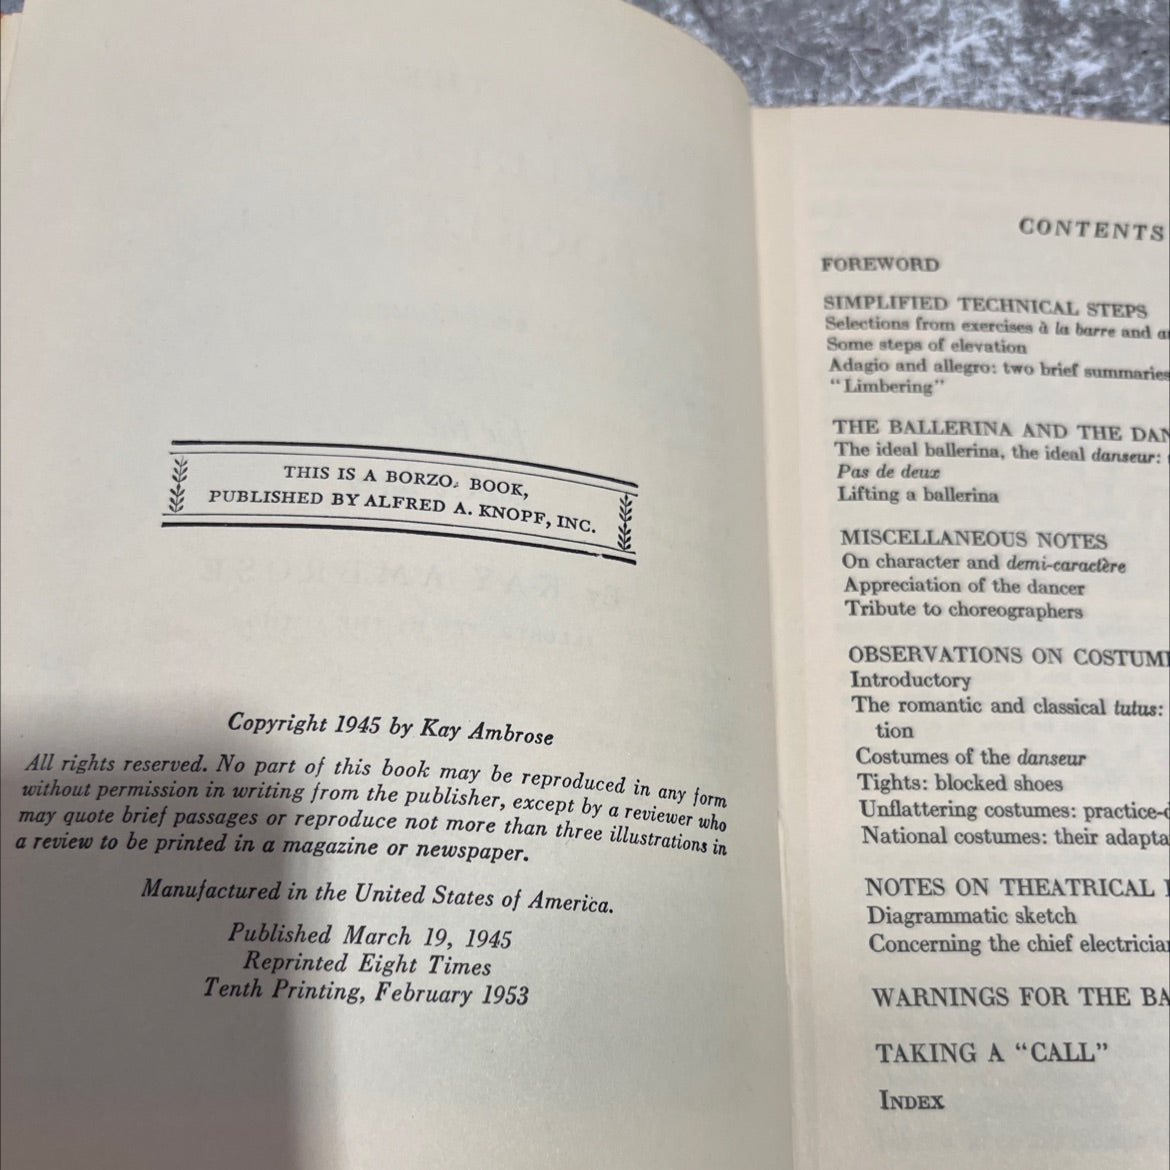 THIS IS A BORZO. BOOK,
PUBLISHED BY ALFRED A. KNOPF, INC.
Copyright 1945 by Kay Ambrose
All rights reserved. No part of this book may be reproduced in any form
without permission in writing from the publisher, except by a reviewer who
may quote brief passages or reproduce not more than three illustrations in
a review to be printed in a magazine or newspaper.
Manufactured in the United States of America.
Published March 19, 1945
Reprinted Eight Times
Tenth Printing, February 1953
CONTENTS
FOREWORD
SIMPLIFIED TECHNICAL STEPS
Selections from exercises à la barre and
Some steps of elevation
Adagio and allegro: two brief summaries
"Limbering"
THE BALLERINA AND THE DAN
The ideal ballerina, the ideal danseur:
Pas de deux
Lifting a ballerina
MISCELLANEOUS NOTES
On character and demi-caractère
Appreciation of the dancer
Tribute to choreographers
OBSERVATIONS ON COSTUM
Introductory
The romantic and classical tutus:
tion
Costumes of the danseur
Tights: blocked shoes
Unflattering costumes: practice-
National costumes: their adapta
NOTES ON THEATRICAL
Diagrammatic sketch
Concerning the chief electricia
WARNINGS FOR THE BA
TAKING A "CALL"
INDEX